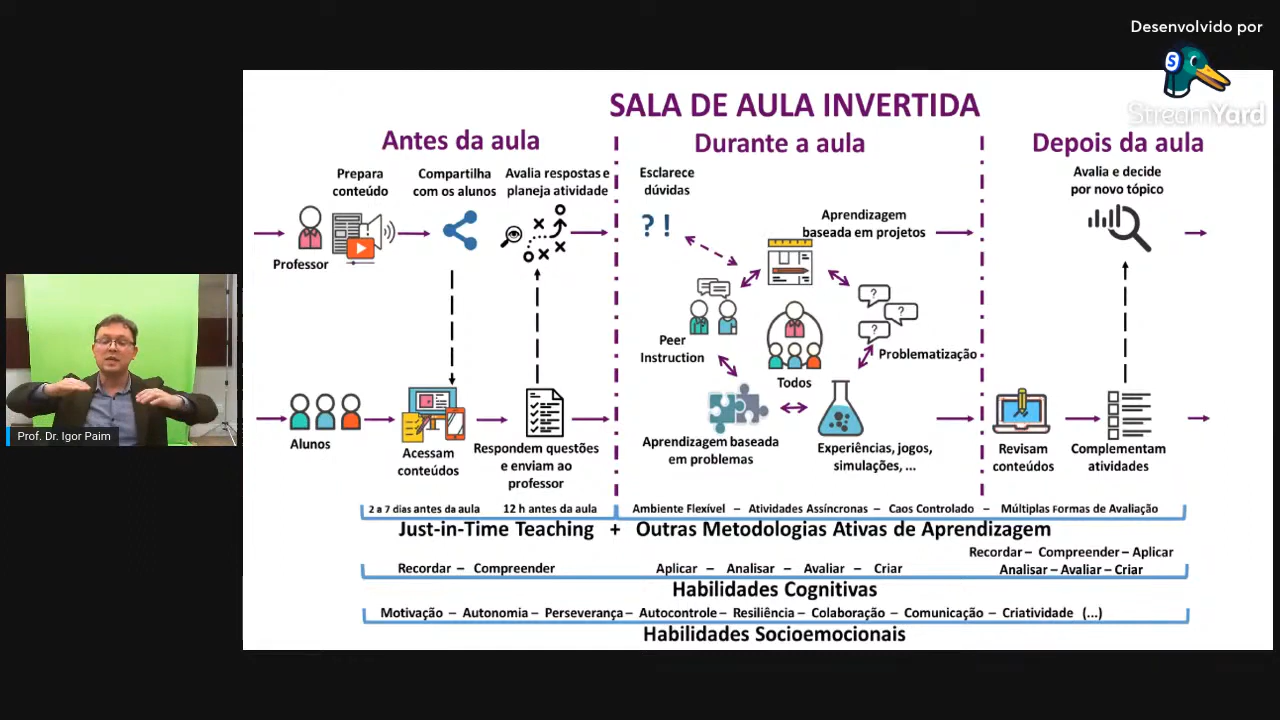 Desenvolvido por
StreamYard
SALA DE AULA INVERTIDA
Antes da aula
Durante a aula
Depois da aula
Prepara
conteúdo
Compartilha
com os alunos
Avalia respostas e
planeja atividade
Esclarece
dúvidas
Avalia e decide
por novo tópico
? !
Aprendizagem
baseada em projetos
Professor
Peer
Instruction
Problematização
Todos
Alunos
Acessam
conteúdos
Respondem questões
e enviam ao
professor
Aprendizagem baseada
em problemas
Experiências, jogos,
simulações, ...
Revisam
conteúdos
Complementam
atividades
Prof. Dr. Igor Paim
2 a 7 dias antes da aula 12 h antes da aula
Ambiente Flexível – Atividades Assíncronas – Caos Controlado – Múltiplas Formas de Avaliação
Just-in-Time Teaching + Outras Metodologias Ativas de Aprendizagem
Recordar – Compreender
Aplicar – Analisar – Avaliar – Criar
Recordar – Compreender – Aplicar
Analisar – Avaliar – Criar
Habilidades Cognitivas
Motivação – Autonomia – Perseverança – Autocontrole – Resiliência – Colaboração – Comunicação – Criatividade (...)
Habilidades Socioemocionais